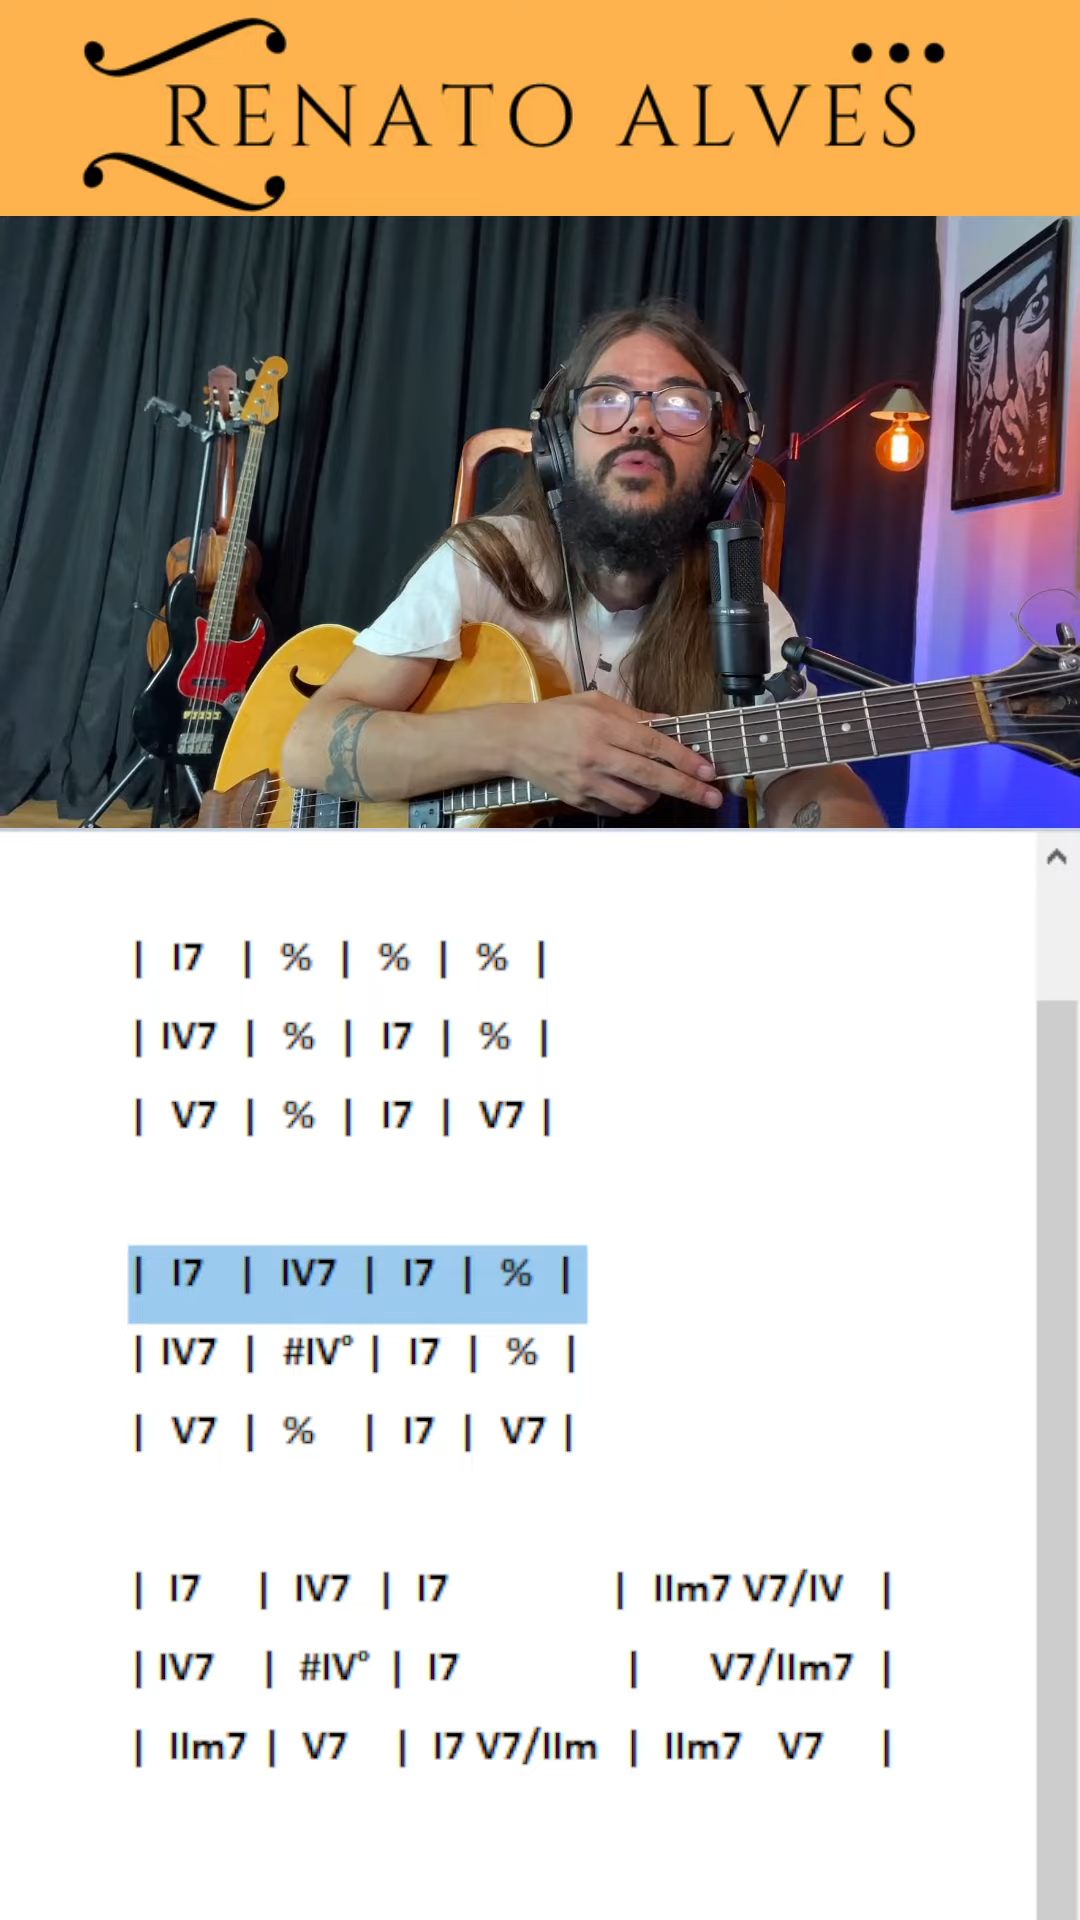 RENATO ALVES
| I7 | % | % | % |
| IV7 | % | I7 | % |
| V7 | % | I7 | V7 |
| I7 | IV7 | I7 | % |
| IV7 | #IV° | I7 | % |
| V7 | % | I7 | V7 |
| I7 | IV7 | I7 | IIm7 V7/IV |
| IV7 | #IV° | I7 | V7/IIm7 |
| IIm7 | V7 | I7 V7/IIm | IIm7 V7 |